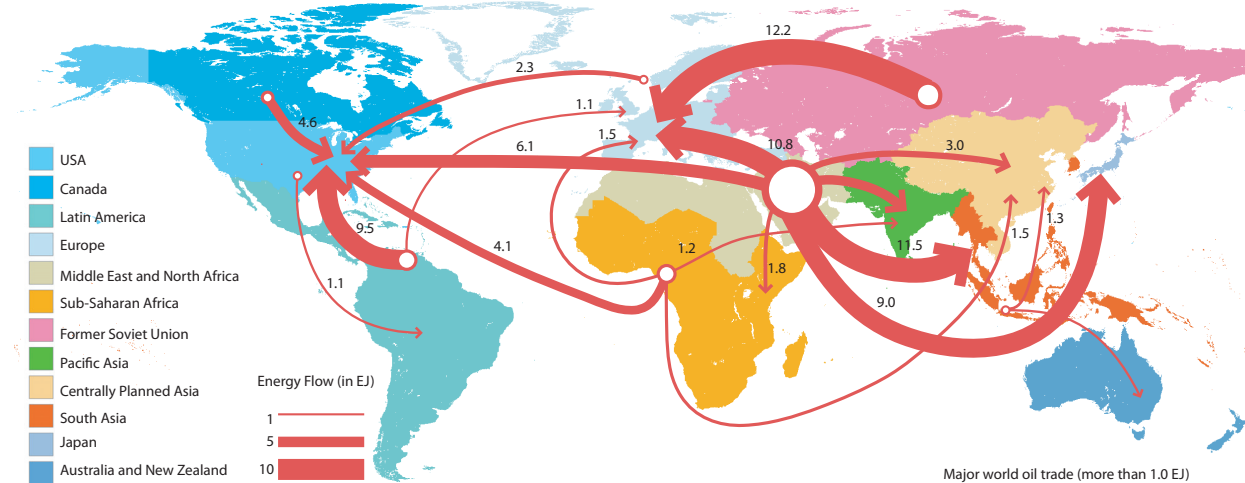 12.2
2.3
1.1
4.6
1.5
6.1
10.8
3.0
USA
Canada
Latin America
Europe
Middle East and North Africa
Sub-Saharan Africa
Former Soviet Union
Pacific Asia
Centrally Planned Asia
South Asia
Japan
Australia and New Zealand
9.5
4.1
1.2
11.5
1.5
1.3
1.8
1.1
9.0
Energy Flow (in EJ)
1
5
10
Major world oil trade (more than 1.0 EJ)